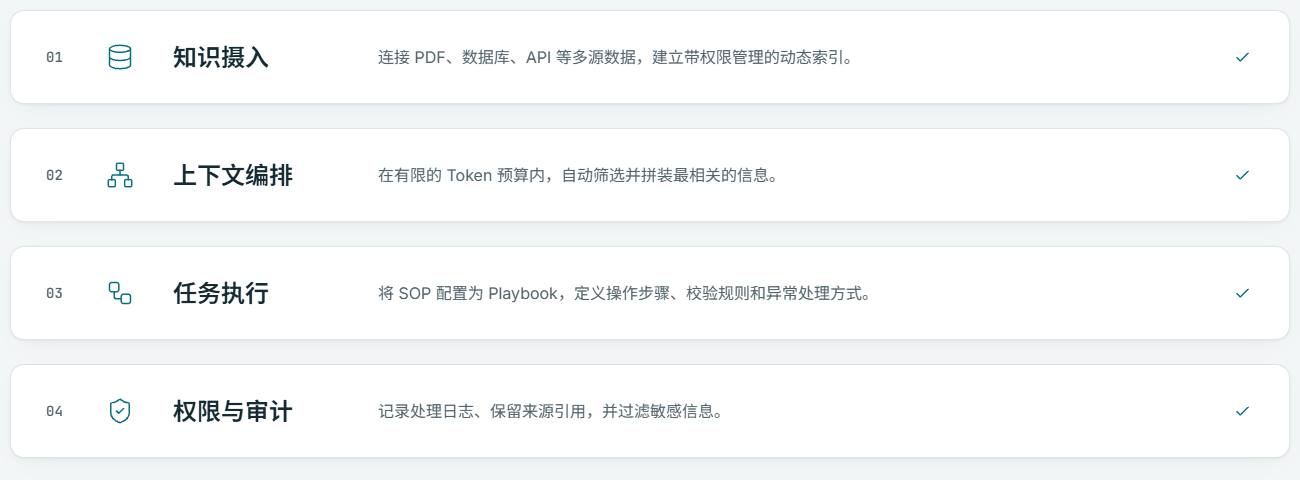 01 知识摄入 连接 PDF、数据库、API 等多源数据，建立带权限管理的动态索引。
02 上下文编排 在有限的 Token 预算内，自动筛选并拼装最相关的信息。
03 任务执行 将 SOP 配置为 Playbook，定义操作步骤、校验规则和异常处理方式。
04 权限与审计 记录处理日志、保留来源引用，并过滤敏感信息。